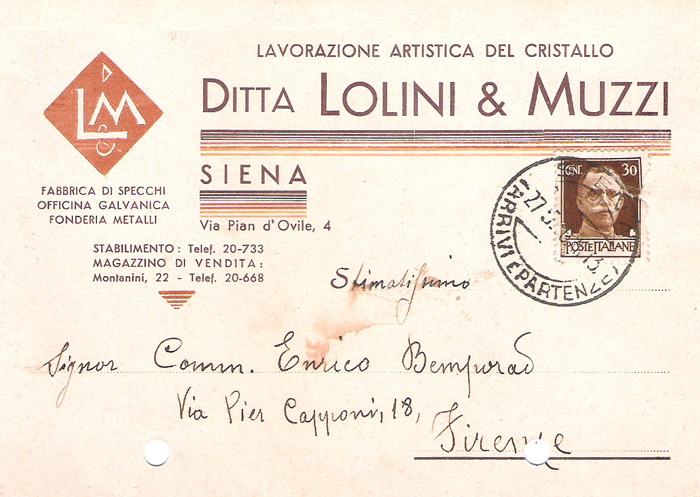 LAVORAZIONE ARTISTICA DEL CRISTALLO
DITTA LOLINI & MUZZI
D
LM
&C.
SIENA
Via Pian d'Ovile, 4
FABBRICA DI SPECCHI
OFFICINA GALVANICA
FONDERIA METALLI
STABILIMENTO: Telef. 20-733
MAGAZZINO DI VENDITA:
Montanini, 22 - Telef. 20-668
CENT. 30
POSTE ITALIANE
ARRIVI E PARTENZE
Stimatissimo
Signor Comm. Enrico Bemporad
Via Pier Capponi, 18,
Firenze